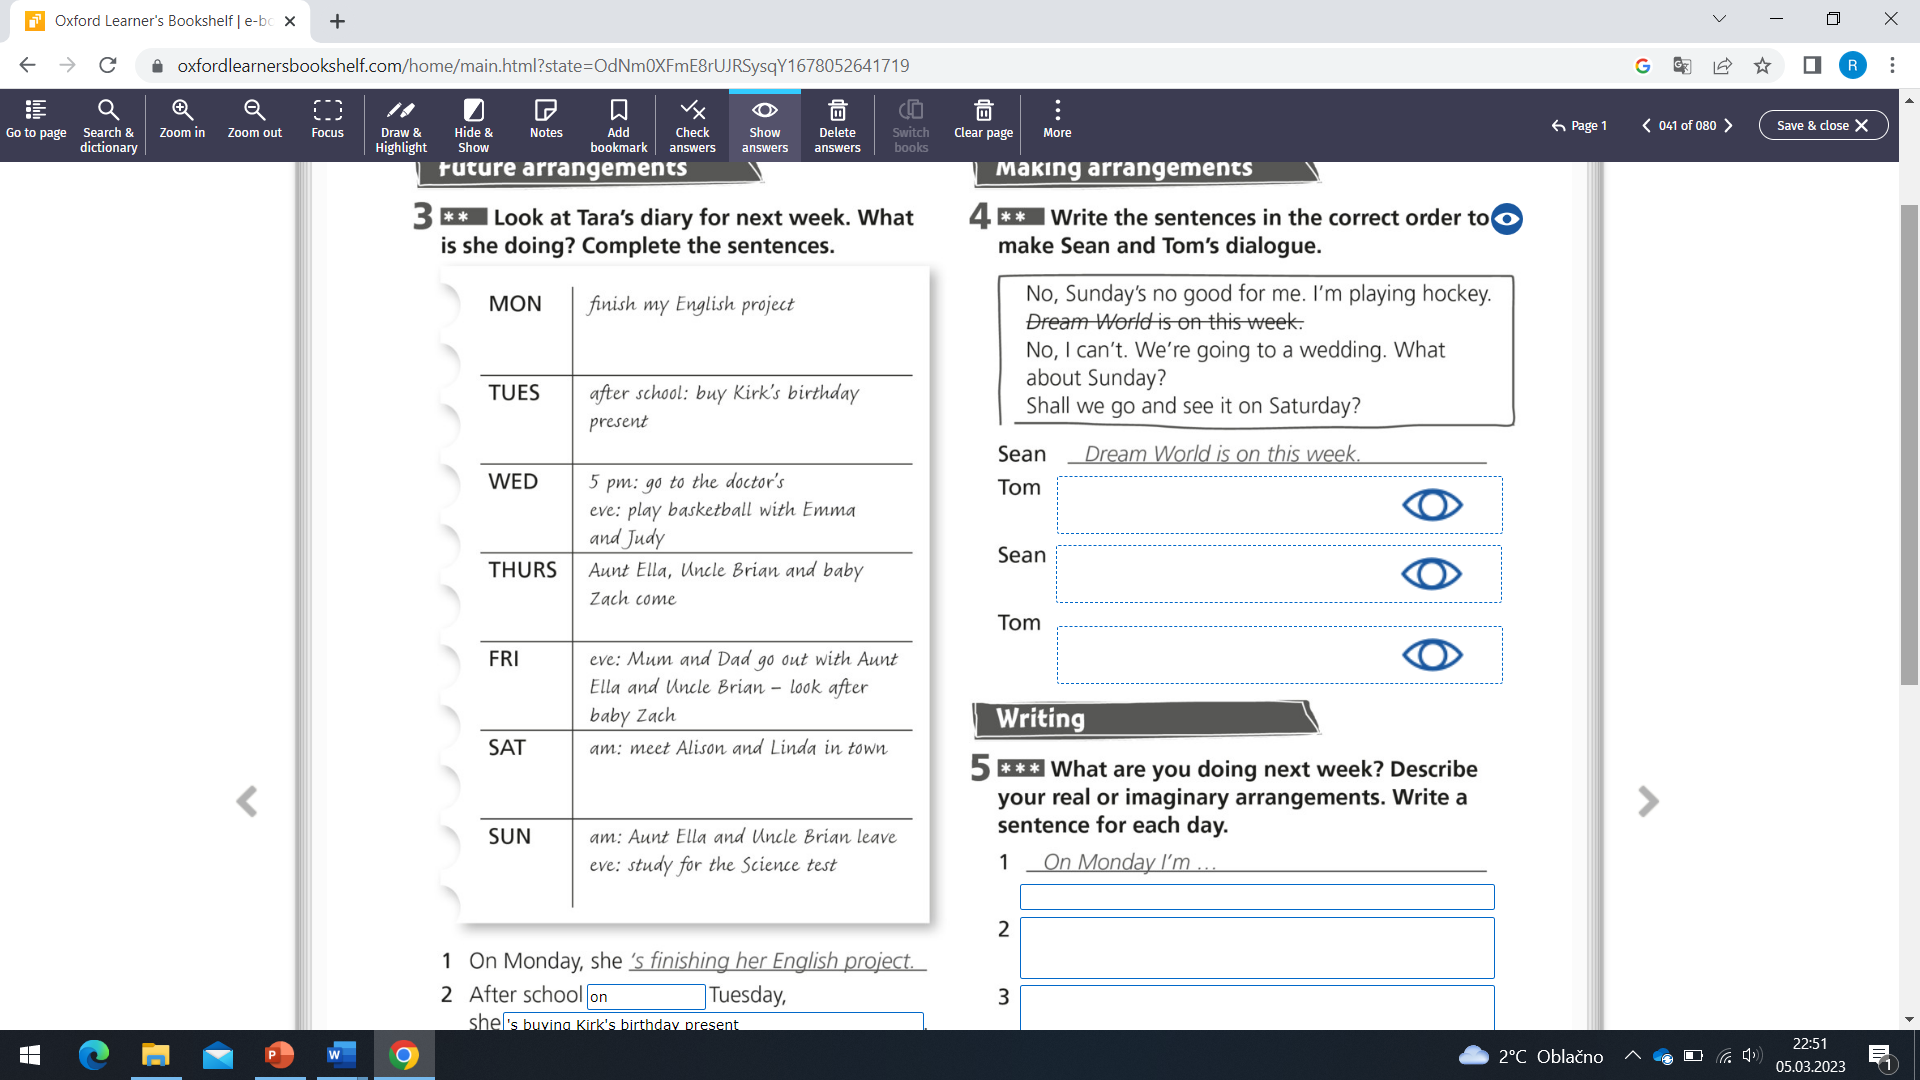 Oxford Learner's Bookshelf | e-bo
oxfordlearnersbookshelf.com/home/main.html?state=OdNm0XFmE8rUJRSysqY1678052641719
R
Go to page
Search & dictionary
Zoom in
Zoom out
Focus
Draw & Highlight
Hide & Show
Notes
Add bookmark
Check answers
Show answers
Delete answers
Switch books
Clear page
More
Page 1
041 of 080
Save & close
Future arrangements
3 ** Look at Tara's diary for next week. What
is she doing? Complete the sentences.
MON finish my English project
TUES after school: buy Kirk's birthday
present
WED 5 pm: go to the doctor's
eve: play basketball with Emma
and Judy
THURS Aunt Ella, Uncle Brian and baby
Zach come
FRI eve: Mum and Dad go out with Aunt
Ella and Uncle Brian – look after
baby Zach
SAT am: meet Alison and Linda in town
SUN am: Aunt Ella and Uncle Brian leave
eve: study for the Science test
1 On Monday, she 's finishing her English project.
2 After school on Tuesday,
she 's buying Kirk's birthday present .
Making arrangements
4 ** Write the sentences in the correct order to
make Sean and Tom's dialogue.
No, Sunday's no good for me. I'm playing hockey.
Dream World is on this week.
No, I can't. We're going to a wedding. What
about Sunday?
Shall we go and see it on Saturday?
Sean Dream World is on this week.
Tom
Sean
Tom
Writing
5 *** What are you doing next week? Describe
your real or imaginary arrangements. Write a
sentence for each day.
1 On Monday I'm ...
2
3
2°C Oblačno
22:51
05.03.2023
1